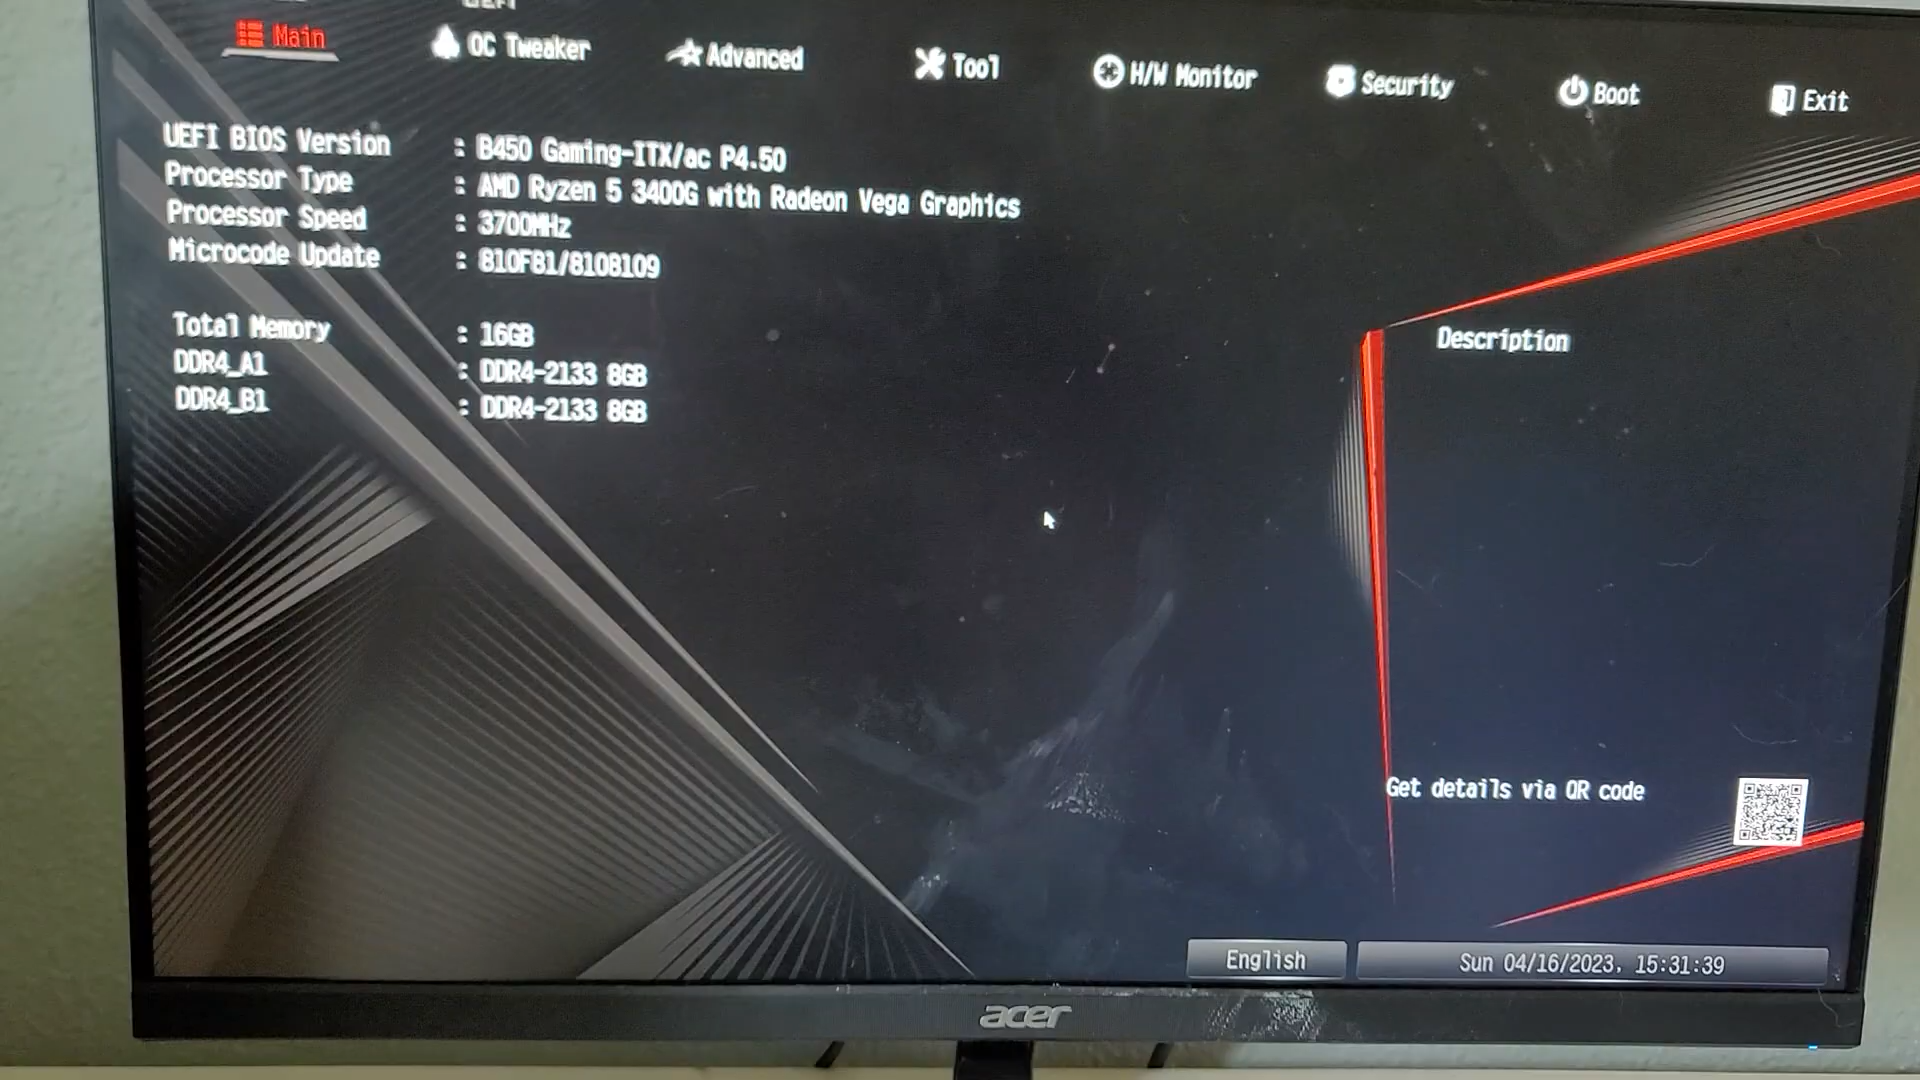 UEFI
Main
OC Tweaker
Advanced
Tool
H/W Monitor
Security
Boot
Exit
UEFI BIOS Version : B450 Gaming-ITX/ac P4.50
Processor Type : AMD Ryzen 5 3400G with Radeon Vega Graphics
Processor Speed : 3700MHz
Microcode Update : 810F81/8108109
Total Memory : 16GB
DDR4_A1 : DDR4-2133 8GB
DDR4_B1 : DDR4-2133 8GB
Description
Get details via QR code
English
Sun 04/16/2023, 15:31:39
acer